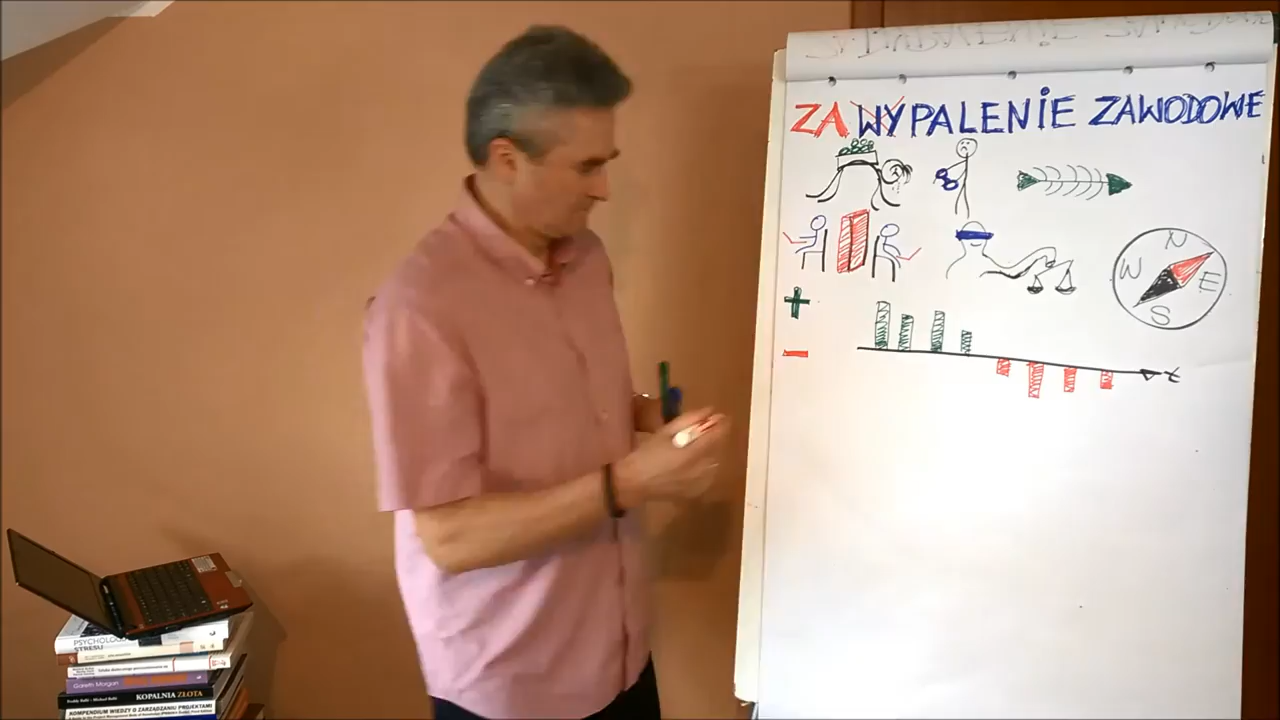 ZAWYPALENIE ZAWODOWE
N
W E
S
+
-
t
PSYCHOLOGIA
STRESU
Gareth Morgan
KOPALNIA ZŁOTA
KOMPENDIUM WIEDZY O ZARZĄDZANIU PROJEKTAMI